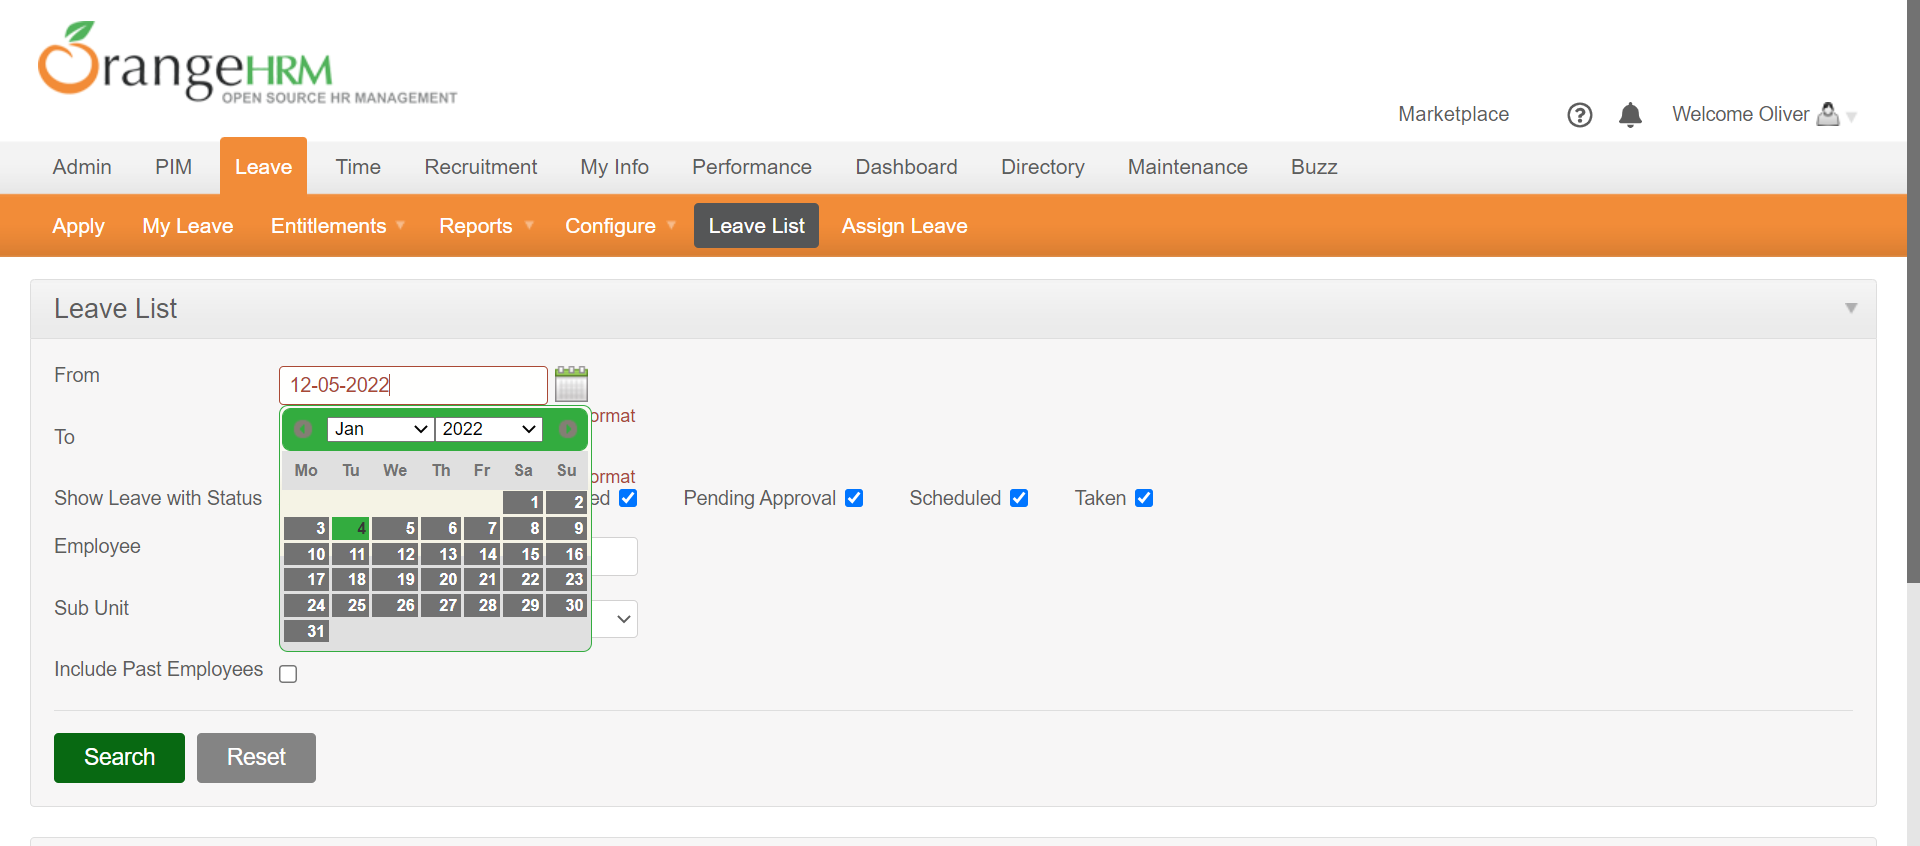 OrangeHRM
OPEN SOURCE HR MANAGEMENT
Marketplace ? Welcome Oliver
Admin PIM Leave Time Recruitment My Info Performance Dashboard Directory Maintenance Buzz
Apply My Leave Entitlements Reports Configure Leave List Assign Leave
Leave List
From 12-05-2022
ormat
Jan 2022
To
Mo Tu We Th Fr Sa Su
ormat
Show Leave with Status ed Pending Approval Scheduled Taken
1 2
3 4 5 6 7 8 9
Employee
10 11 12 13 14 15 16
17 18 19 20 21 22 23
Sub Unit
24 25 26 27 28 29 30
31
Include Past Employees
Search Reset